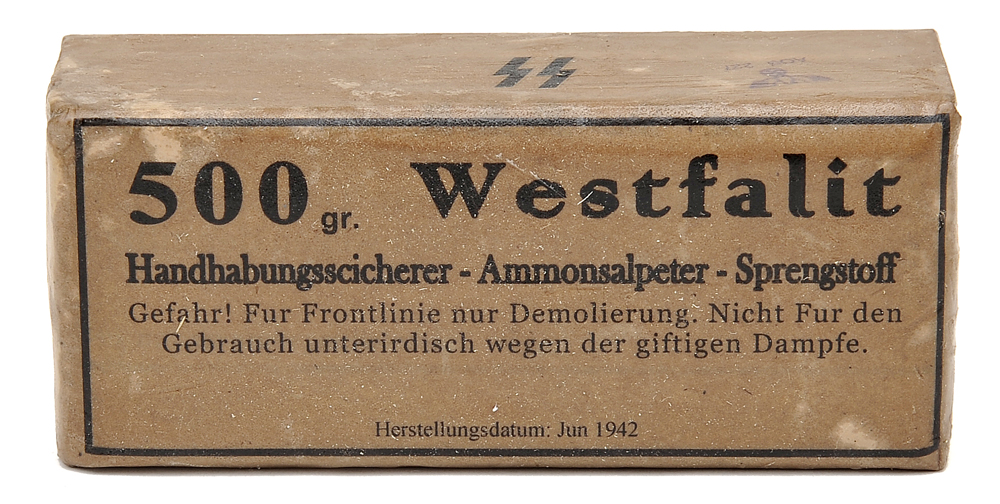 500 gr. Westfalit
Handhabungsscicherer - Ammonsalpeter - Sprengstoff
Gefahr! Fur Frontlinie nur Demolierung. Nicht Fur den
Gebrauch unterirdisch wegen der giftigen Dampfe.
Herstellungsdatum: Jun 1942